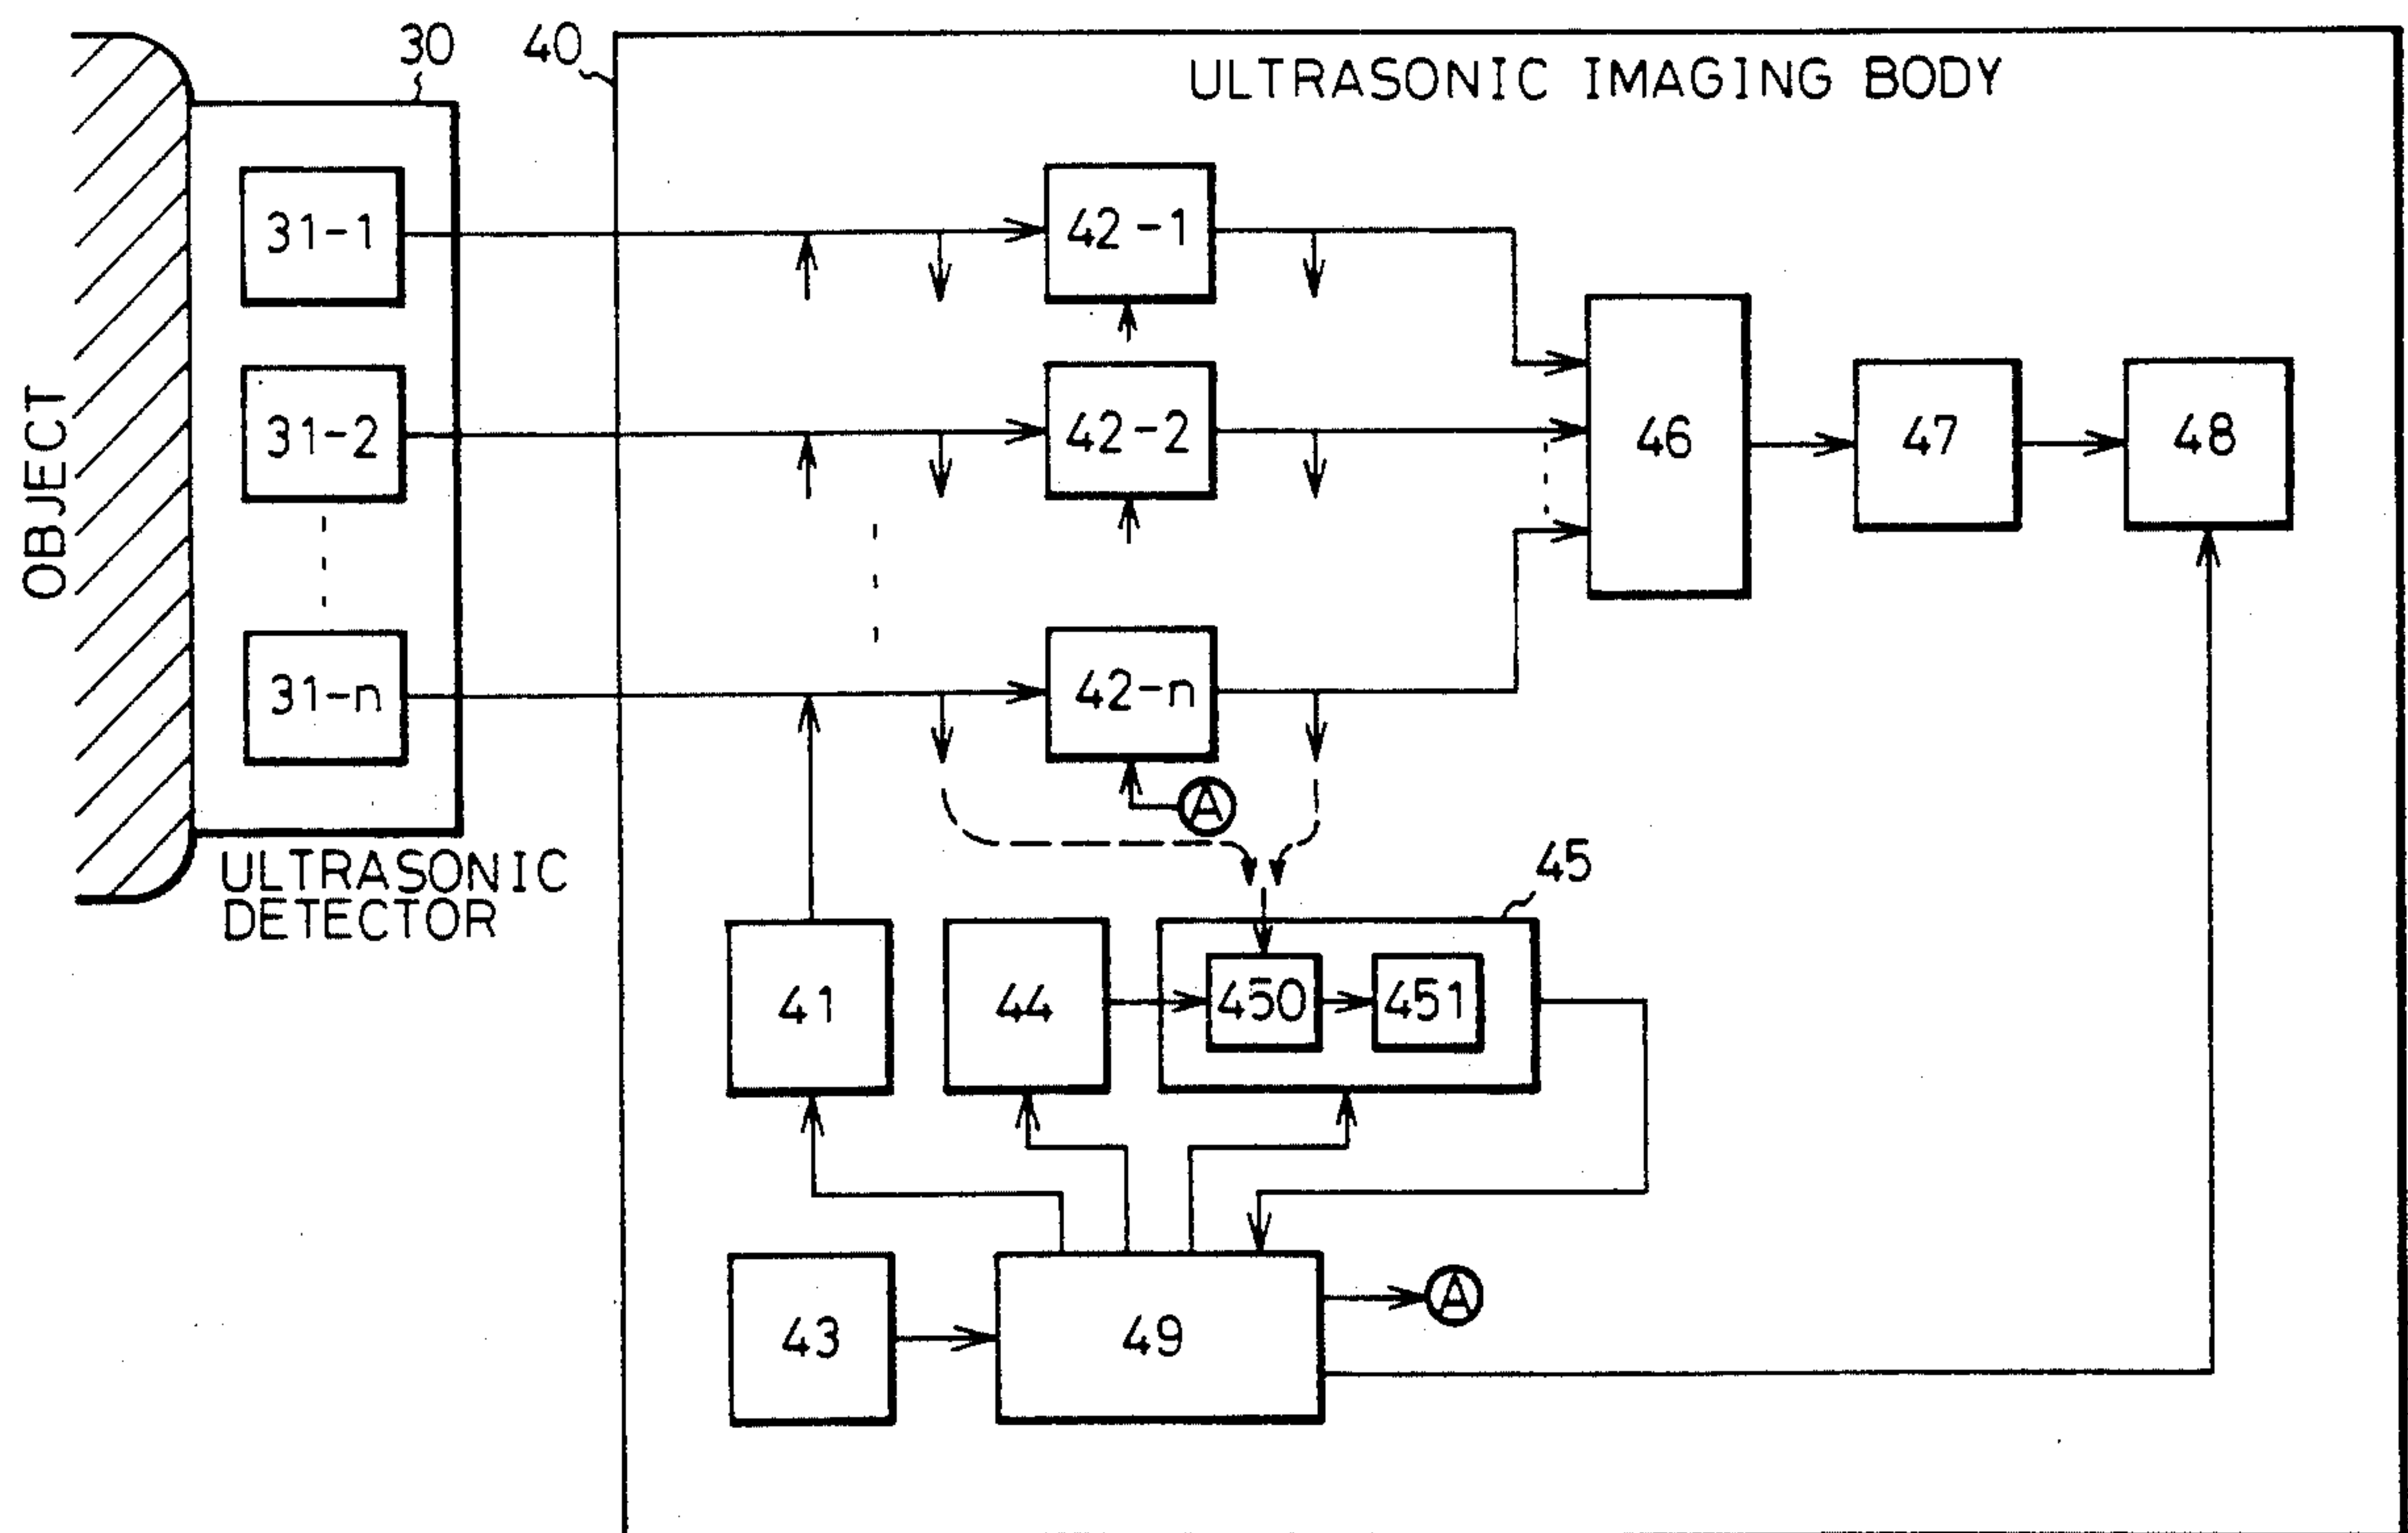 30
40
ULTRASONIC IMAGING BODY
31-1
42-1
31-2
42-2
46
47
48
OBJECT
31-n
42-n
A
ULTRASONIC
DETECTOR
45
41
44
450
451
A
43
49